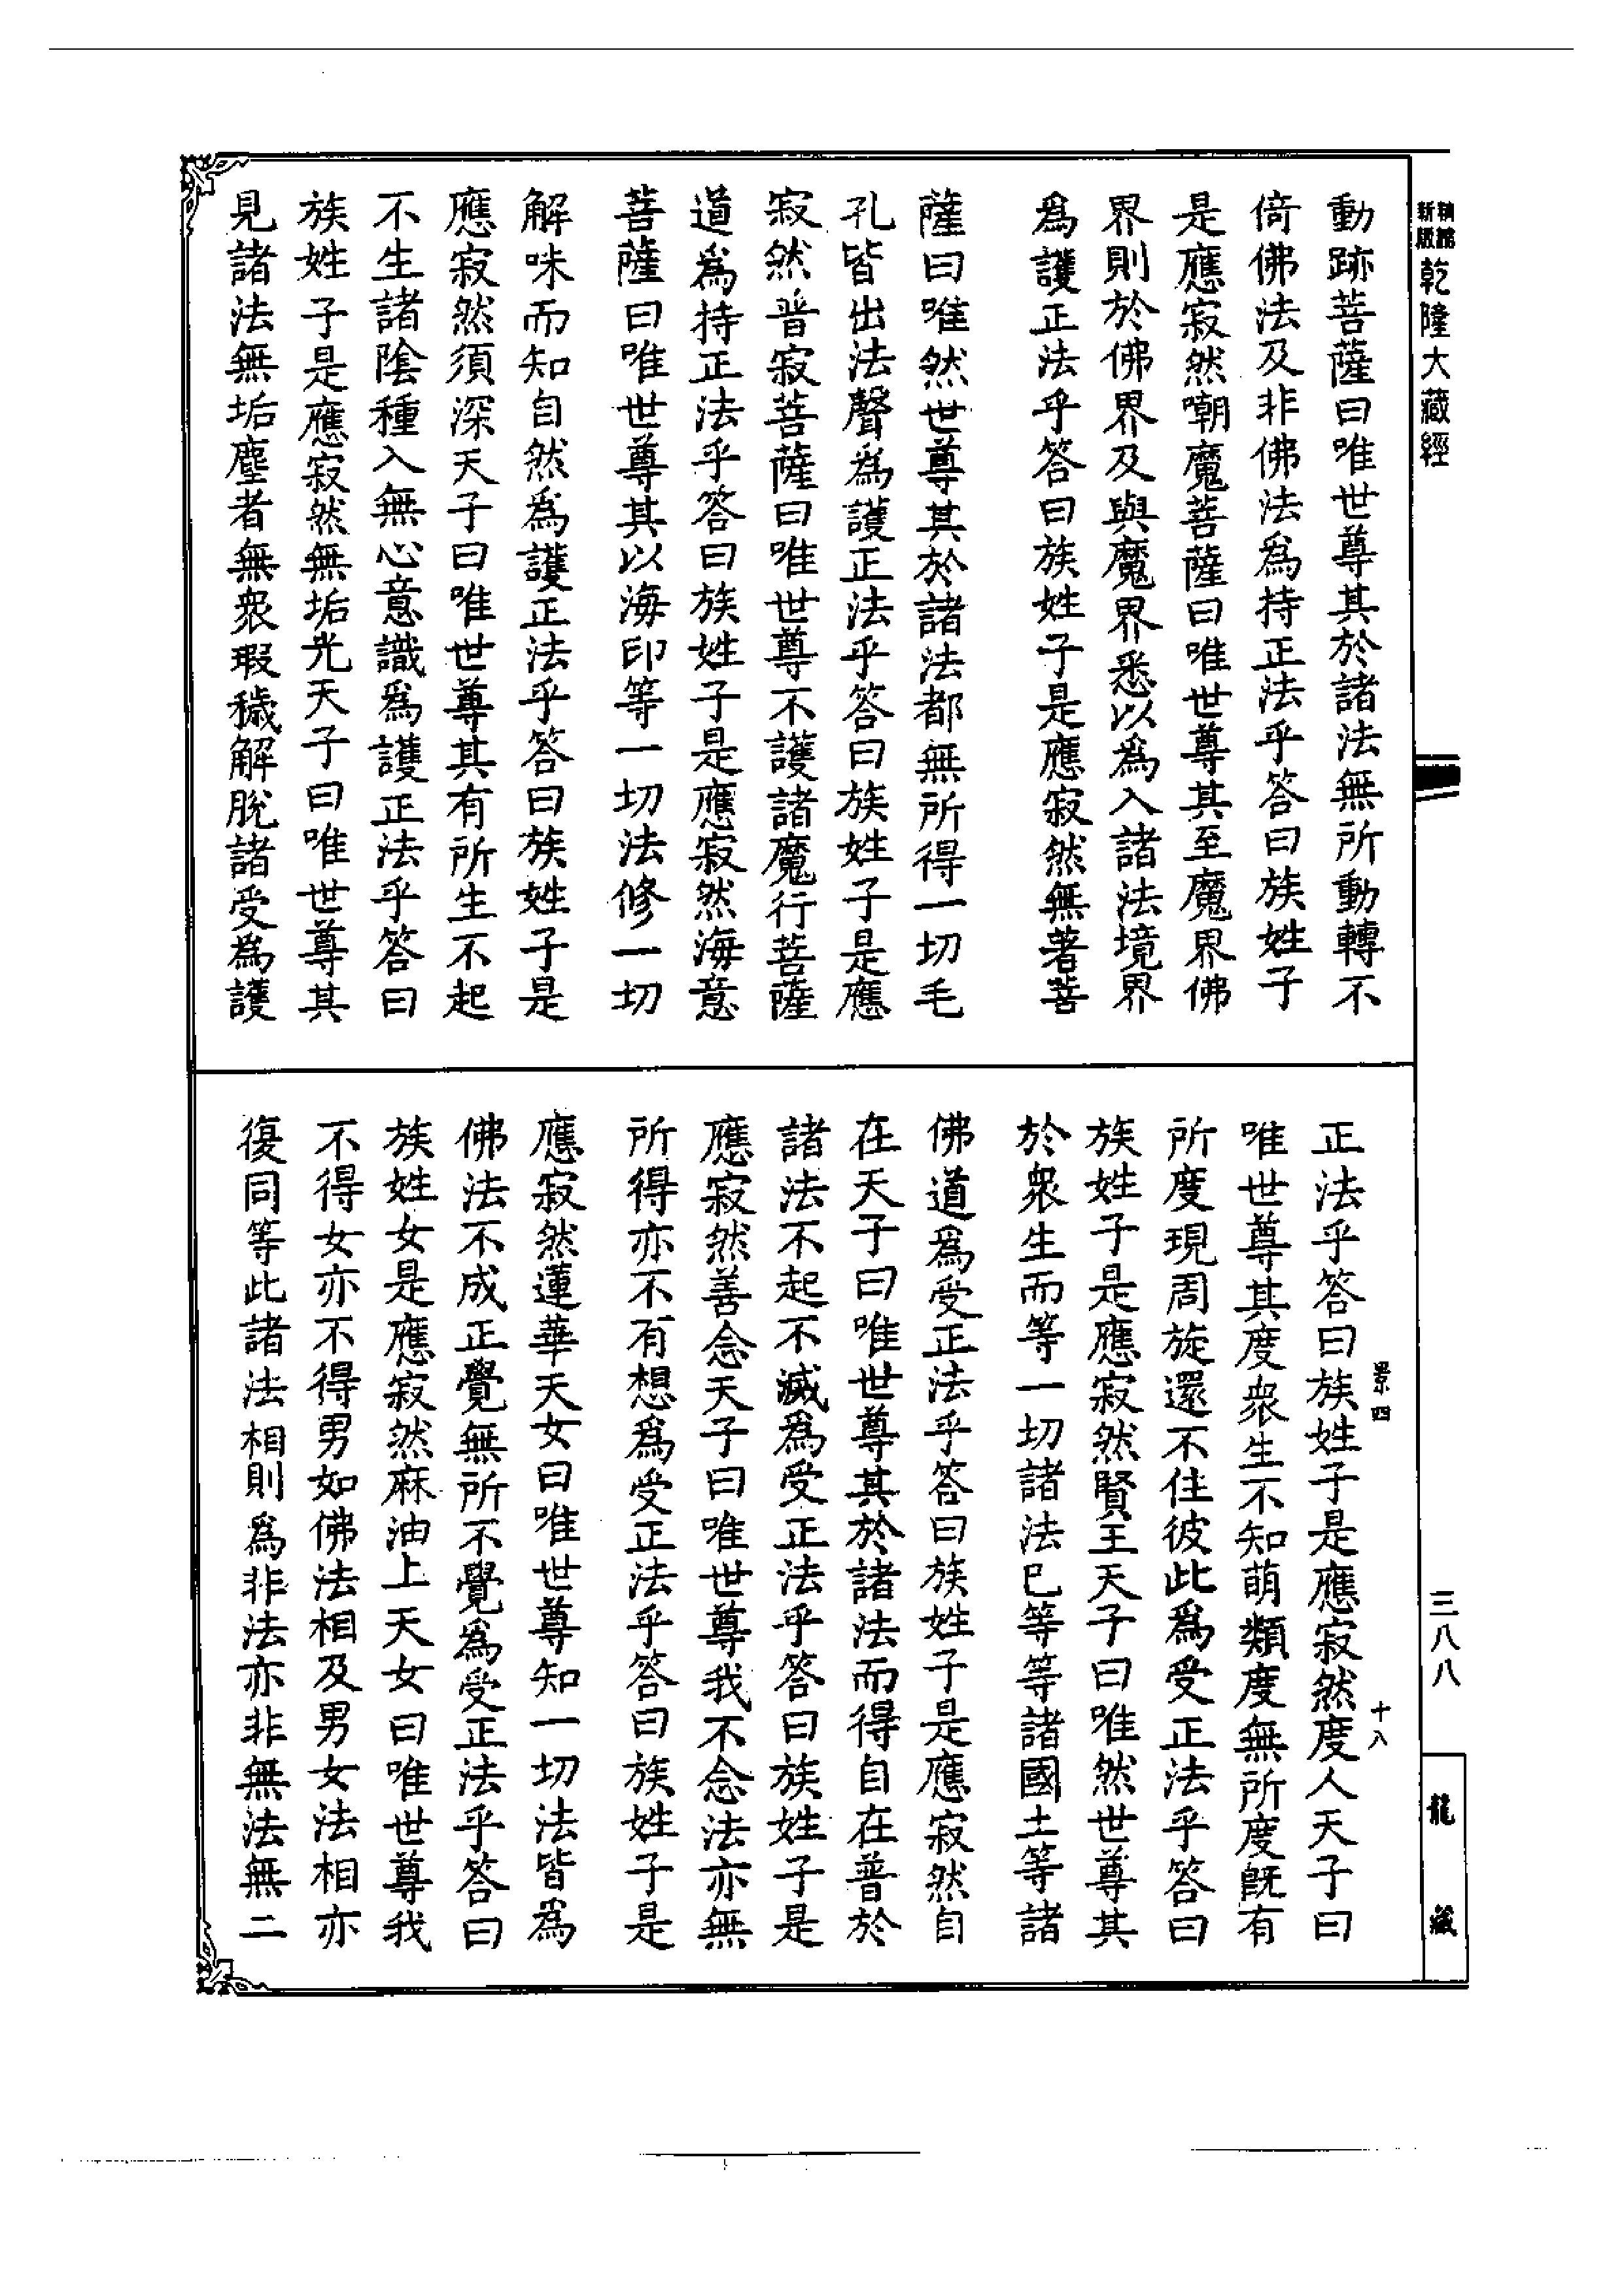 新版
乾隆大藏經
動跡菩薩曰唯世尊其於諸法無所動轉不
倚佛法及非佛法為持正法乎答曰族姓子
是應寂然嘲魔菩薩曰唯世尊其至魔界佛
界則於佛界及與魔界悉以為入諸法境界
為護正法乎答曰族姓子是應寂然無著菩
薩曰唯然世尊其於諸法都無所得一切毛
孔皆出法聲為護正法乎答曰族姓子是應
寂然普寂菩薩曰唯世尊不護諸魔行菩薩
道為持正法乎答曰族姓子是應寂然海意
菩薩曰唯世尊其以海印等一切法修一切
解味而知自然為護正法乎答曰族姓子是
應寂然須深天子曰唯世尊其有所生不起
不生諸陰種入無心意識為護正法乎答曰
族姓子是應寂然無垢光天子曰唯世尊其
見諸法無垢塵者無衆瑕穢解脫諸受為護
正法乎答曰族姓子是應寂然度人天子曰
唯世尊其度衆生不知萌類度無所度旣有
所度現周旋還不住彼此為受正法乎答曰
族姓子是應寂然賢王天子曰唯然世尊其
於衆生而等一切諸法已等等諸國土等諸
佛道為受正法乎答曰族姓子是應寂然自
在天子曰唯世尊其於諸法而得自在普於
諸法不起不滅為受正法乎答曰族姓子是
應寂然善念天子曰唯世尊我不念法亦無
所得亦不有想為受正法乎答曰族姓子是
應寂然蓮華天女曰唯世尊知一切法皆為
佛法不成正覺無所不覺為受正法乎答曰
族姓女是應寂然麻油上天女曰唯世尊我
不得女亦不得男如佛法相及男女法相亦
復同等此諸法相則為非法亦非無法無二
景四
十八
三八八
龍藏